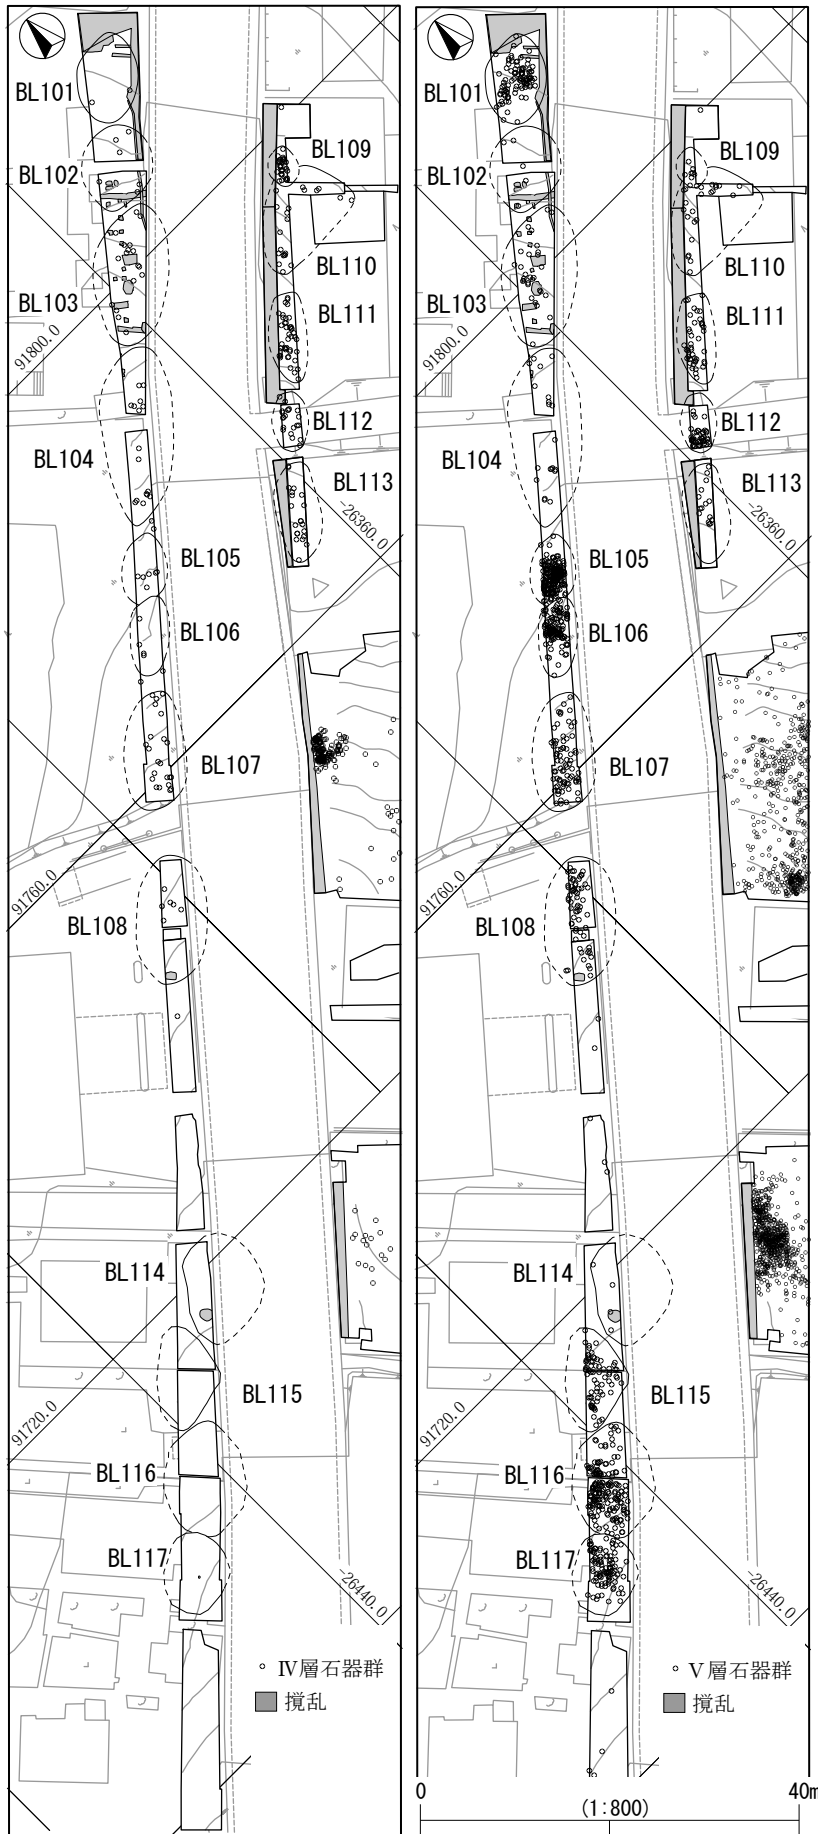 BL101
BL102
BL103
BL104
BL105
BL106
BL107
BL108
BL109
BL110
BL111
BL112
BL113
BL114
BL115
BL116
BL117
91800.0
-26360.0
91760.0
91720.0
-26440.0
Ⅳ層石器群
撹乱
BL101
BL102
BL103
BL104
BL105
BL106
BL107
BL108
BL109
BL110
BL111
BL112
BL113
BL114
BL115
BL116
BL117
91800.0
-26360.0
91760.0
91720.0
-26440.0
Ⅴ層石器群
撹乱
0
40m
(1:800)